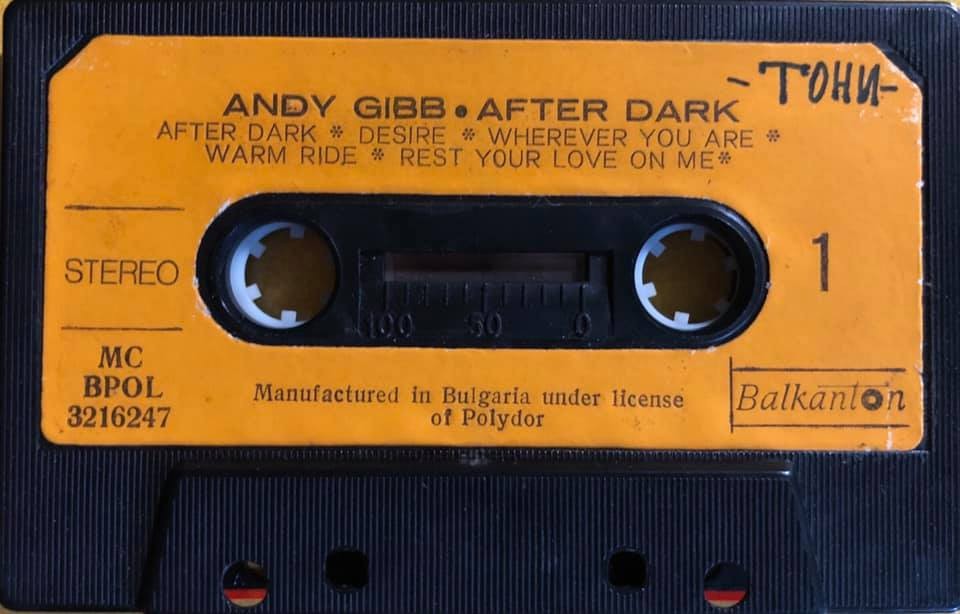 -ТОНИ-
ANDY GIBB • AFTER DARK
AFTER DARK * DESIRE * WHEREVER YOU ARE *
WARM RIDE * REST YOUR LOVE ON ME*
STEREO
1
100 50 0
MC
BPOL
3216247
Manufactured in Bulgaria under license
of Polydor
Balkanton